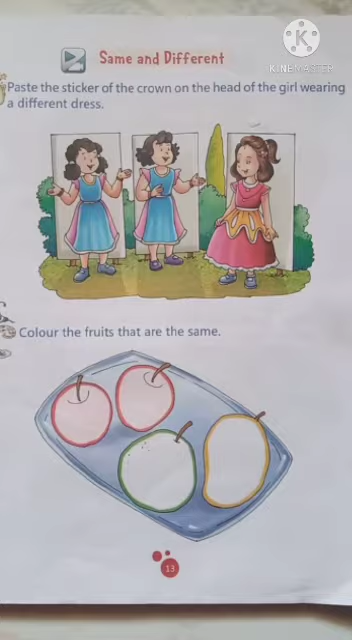 K
KINEMASTER
Same and Different
Paste the sticker of the crown on the head of the girl wearing
a different dress.
Colour the fruits that are the same.
13